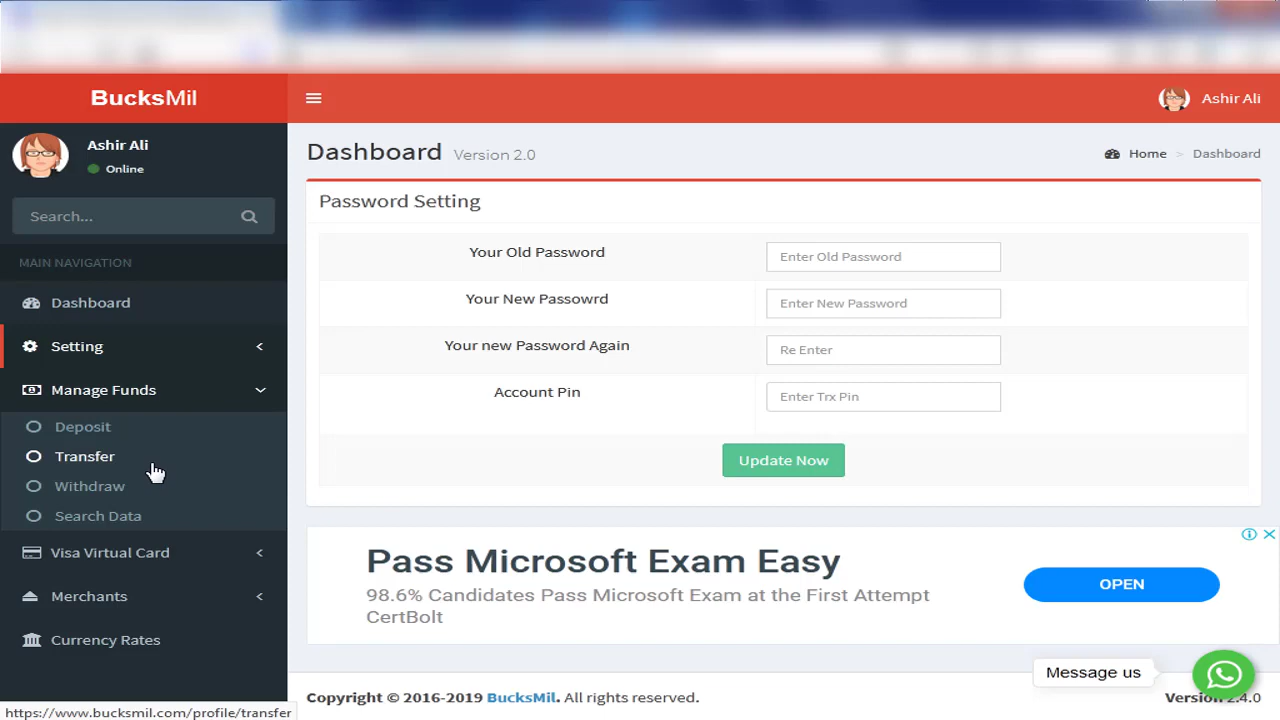 BucksMil
Ashir Ali
Ashir Ali
Online
Search...
MAIN NAVIGATION
Dashboard
Setting
Manage Funds
Deposit
Transfer
Withdraw
Search Data
Visa Virtual Card
Merchants
Currency Rates
Dashboard Version 2.0
Home > Dashboard
Password Setting
Your Old Password Enter Old Password
Your New Passowrd Enter New Password
Your new Password Again Re Enter
Account Pin Enter Trx Pin
Update Now
Pass Microsoft Exam Easy
98.6% Candidates Pass Microsoft Exam at the First Attempt
CertBolt
OPEN
Message us
Copyright © 2016-2019 BucksMil. All rights reserved.
https://www.bucksmil.com/profile/transfer